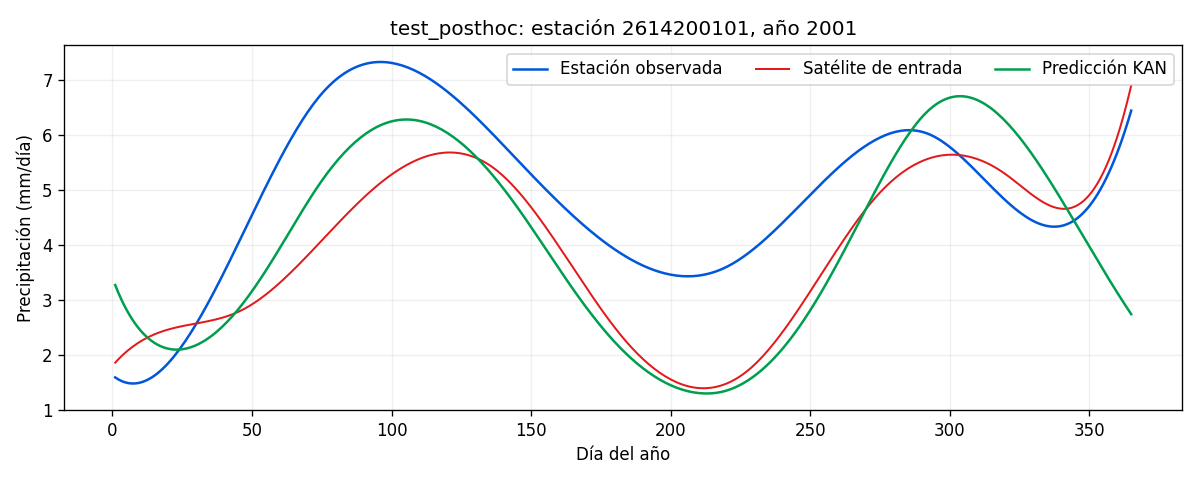 test_posthoc: estación 2614200101, año 2001
Estación observada Satélite de entrada Predicción KAN
Precipitación (mm/día)
7
6
5
4
3
2
1
0 50 100 150 200 250 300 350
Día del año